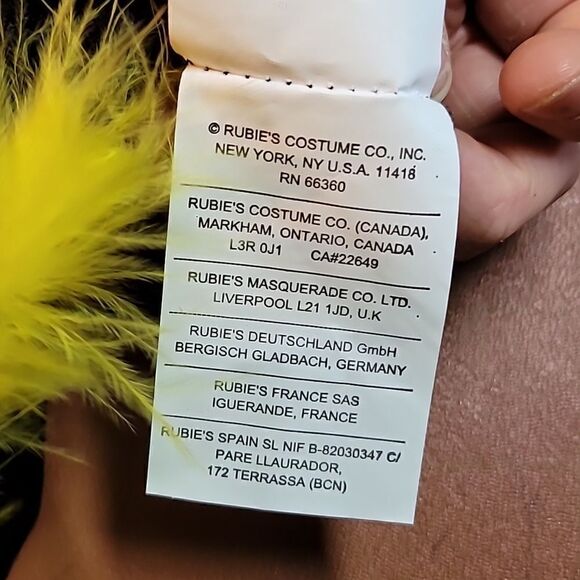 © RUBIE'S COSTUME CO., INC.
NEW YORK, NY U.S.A. 11418
RN 66360
RUBIE'S COSTUME CO. (CANADA),
MARKHAM, ONTARIO, CANADA
L3R 0J1 CA#22649
RUBIE'S MASQUERADE CO. LTD.
LIVERPOOL L21 1JD, U.K
RUBIE'S DEUTSCHLAND GmbH
BERGISCH GLADBACH, GERMANY
RUBIE'S FRANCE SAS
IGUERANDE, FRANCE
RUBIE'S SPAIN SL NIF B-82030347 C/
PARE LLAURADOR,
172 TERRASSA (BCN)